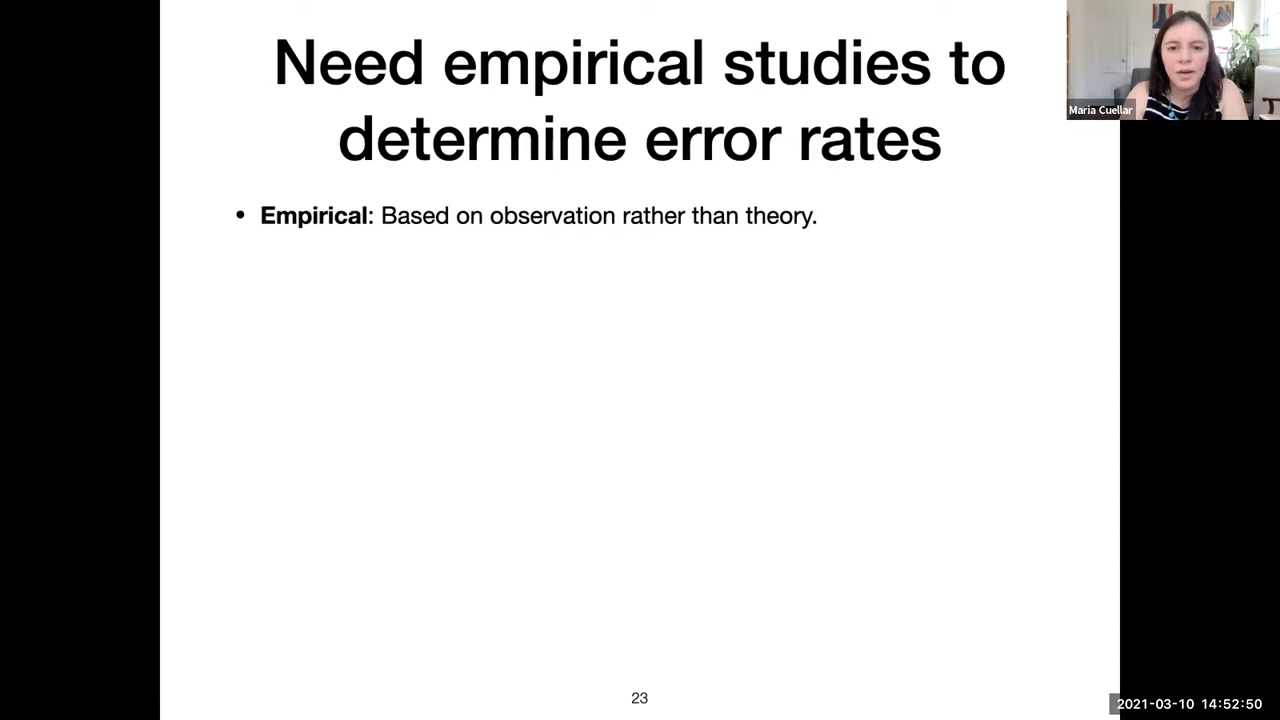 Need empirical studies to
determine error rates
Maria Cuellar
• Empirical: Based on observation rather than theory.
23
2021-03-10 14:52:50